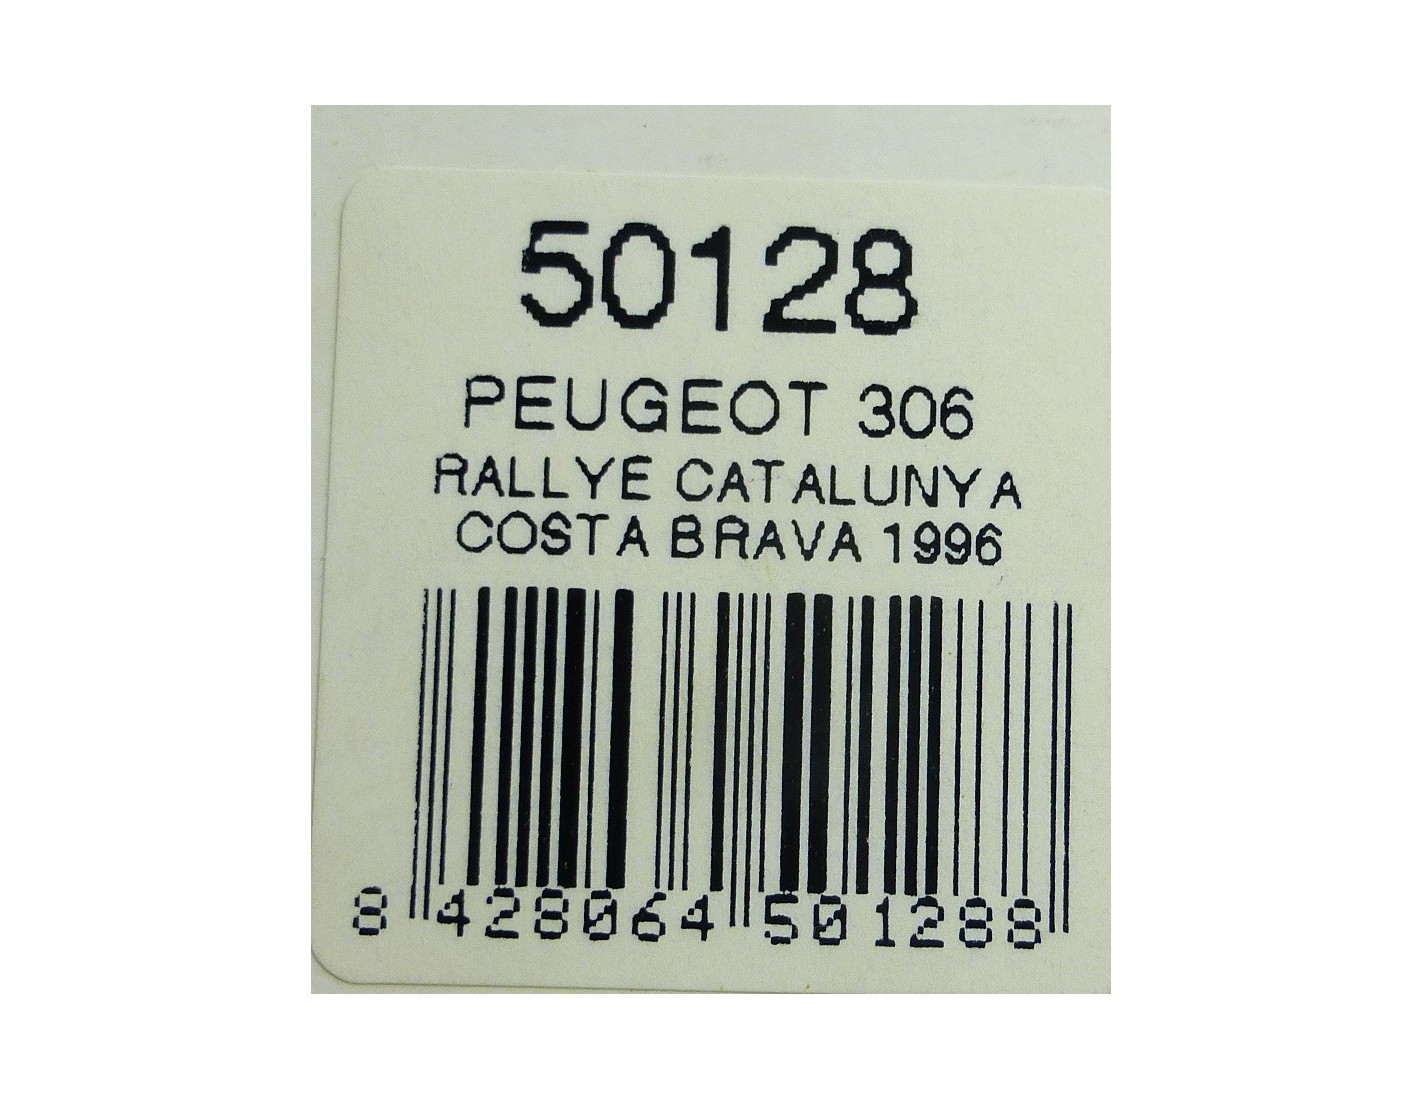 50128
PEUGEOT 306
RALLYE CATALUNYA
COSTA BRAVA 1996
8 428064 501288